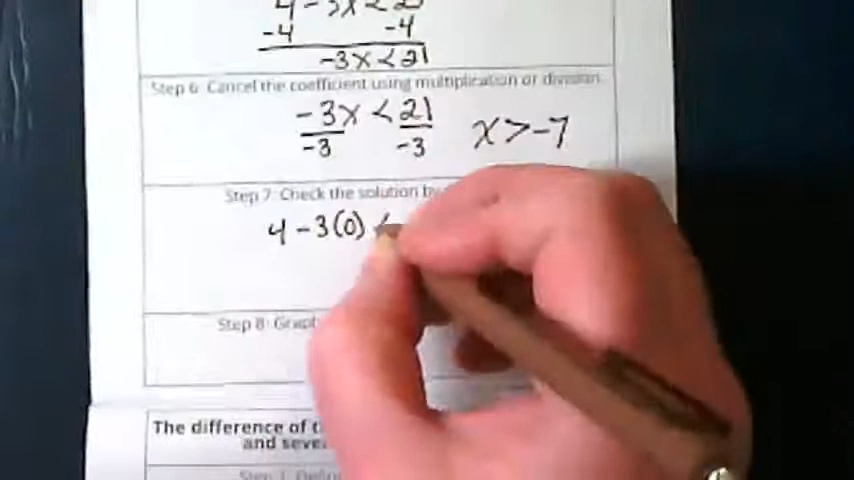 4 - 3x < 25
-4 -4
-3x < 21
Step 6: Cancel the coefficient using multiplication or division.
-3x < 21 x > -7
-3 -3
Step 7: Check the solution by
4 - 3(0) <
Step 8: Graph
The difference of
and seve
Step 1: Defin